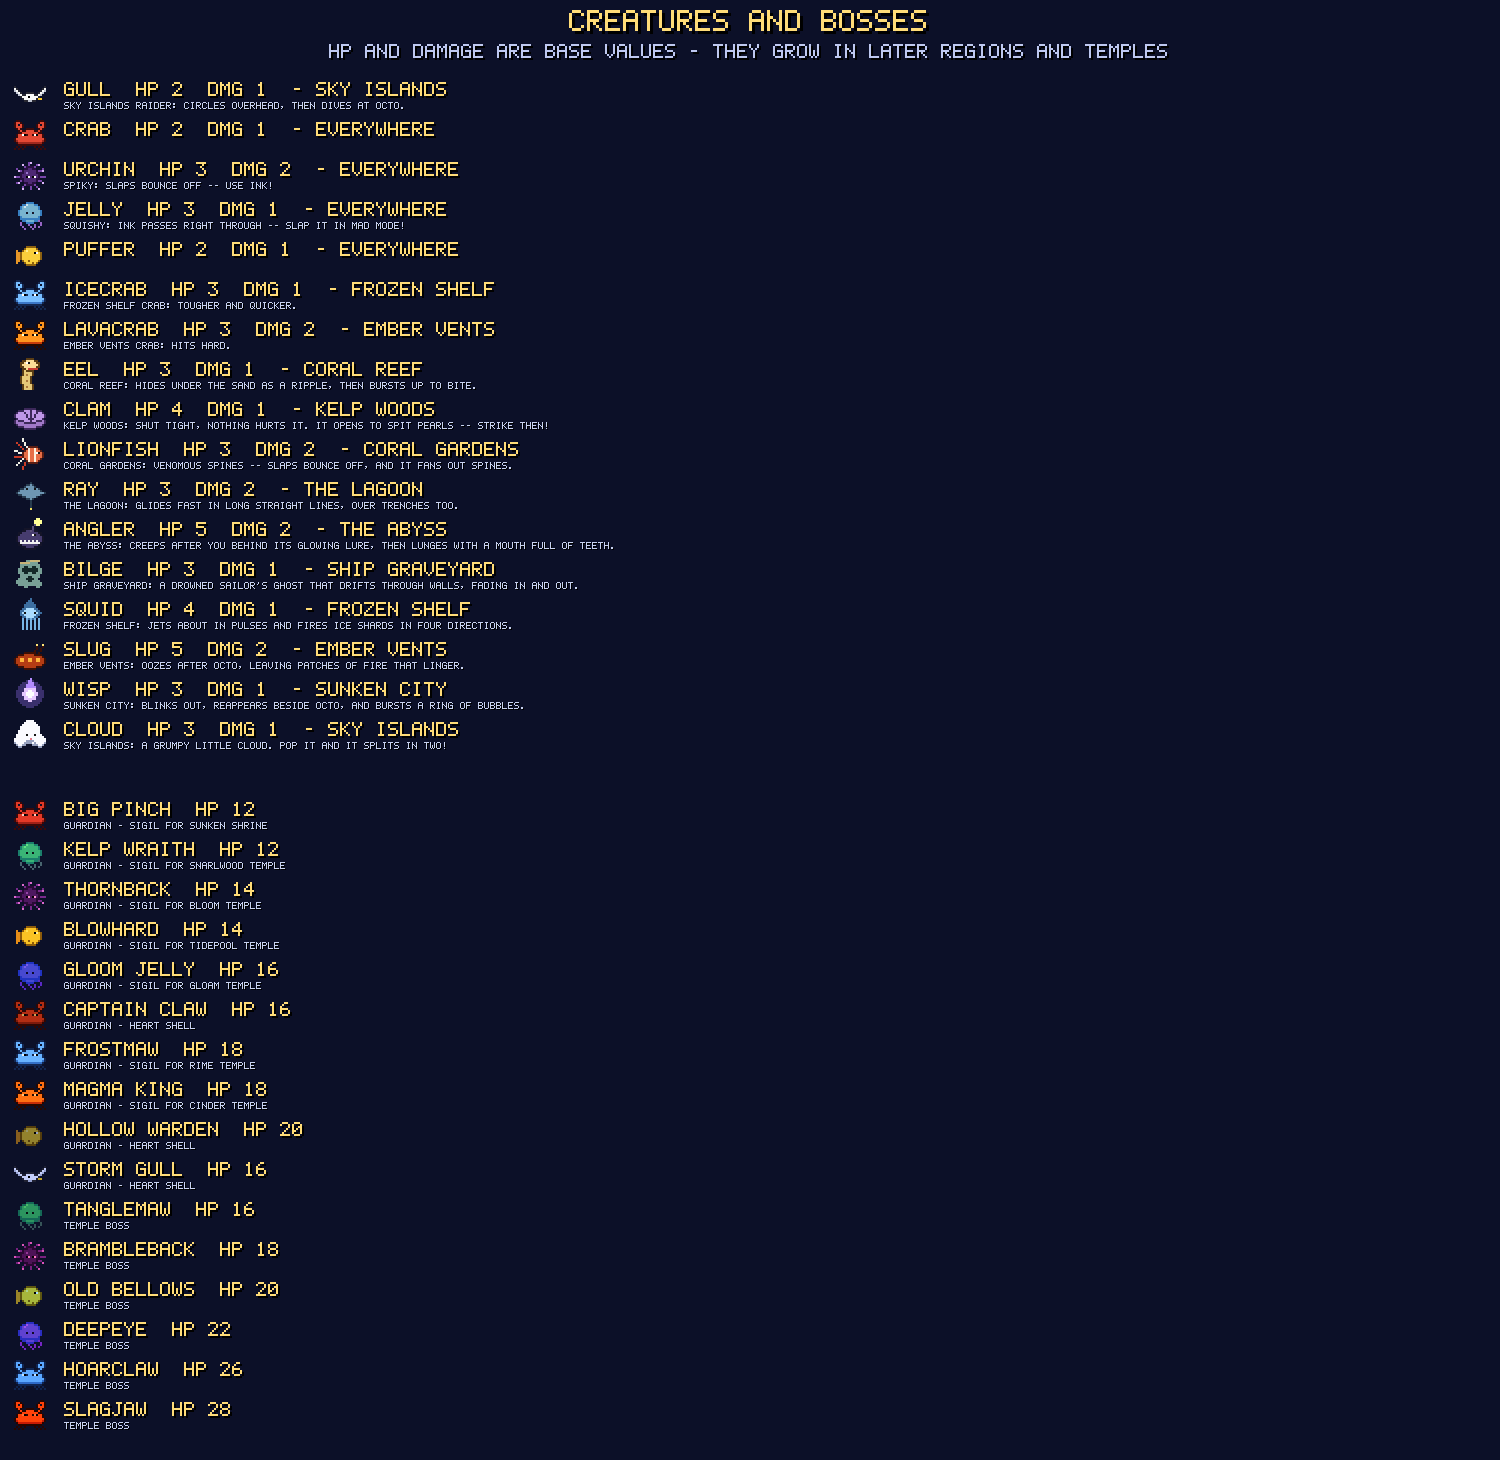 CREATURES AND BOSSES
HP AND DAMAGE ARE BASE VALUES - THEY GROW IN LATER REGIONS AND TEMPLES
GULL HP 2 DMG 1 - SKY ISLANDS
SKY ISLANDS RAIDER: CIRCLES OVERHEAD, THEN DIVES AT OCTO.
CRAB HP 2 DMG 1 - EVERYWHERE
URCHIN HP 3 DMG 2 - EVERYWHERE
SPIKY: SLAPS BOUNCE OFF -- USE INK!
JELLY HP 3 DMG 1 - EVERYWHERE
SQUISHY: INK PASSES RIGHT THROUGH -- SLAP IT IN MAD MODE!
PUFFER HP 2 DMG 1 - EVERYWHERE
ICECRAB HP 3 DMG 1 - FROZEN SHELF
FROZEN SHELF CRAB: TOUGHER AND QUICKER.
LAVACRAB HP 3 DMG 2 - EMBER VENTS
EMBER VENTS CRAB: HITS HARD.
EEL HP 3 DMG 1 - CORAL REEF
CORAL REEF: HIDES UNDER THE SAND AS A RIPPLE, THEN BURSTS UP TO BITE.
CLAM HP 4 DMG 1 - KELP WOODS
KELP WOODS: SHUT TIGHT, NOTHING HURTS IT. IT OPENS TO SPIT PEARLS -- STRIKE THEN!
LIONFISH HP 3 DMG 2 - CORAL GARDENS
CORAL GARDENS: VENOMOUS SPINES -- SLAPS BOUNCE OFF, AND IT FANS OUT SPINES.
RAY HP 3 DMG 2 - THE LAGOON
THE LAGOON: GLIDES FAST IN LONG STRAIGHT LINES, OVER TRENCHES TOO.
ANGLER HP 5 DMG 2 - THE ABYSS
THE ABYSS: CREEPS AFTER YOU BEHIND ITS GLOWING LURE, THEN LUNGES WITH A MOUTH FULL OF TEETH.
BILGE HP 3 DMG 1 - SHIP GRAVEYARD
SHIP GRAVEYARD: A DROWNED SAILOR'S GHOST THAT DRIFTS THROUGH WALLS, FADING IN AND OUT.
SQUID HP 4 DMG 1 - FROZEN SHELF
FROZEN SHELF: JETS ABOUT IN PULSES AND FIRES ICE SHARDS IN FOUR DIRECTIONS.
SLUG HP 5 DMG 2 - EMBER VENTS
EMBER VENTS: OOZES AFTER OCTO, LEAVING PATCHES OF FIRE THAT LINGER.
WISP HP 3 DMG 1 - SUNKEN CITY
SUNKEN CITY: BLINKS OUT, REAPPEARS BESIDE OCTO, AND BURSTS A RING OF BUBBLES.
CLOUD HP 3 DMG 1 - SKY ISLANDS
SKY ISLANDS: A GRUMPY LITTLE CLOUD. POP IT AND IT SPLITS IN TWO!
BIG PINCH HP 12
GUARDIAN - SIGIL FOR SUNKEN SHRINE
KELP WRAITH HP 12
GUARDIAN - SIGIL FOR SNARLWOOD TEMPLE
THORNBACK HP 14
GUARDIAN - SIGIL FOR BLOOM TEMPLE
BLOWHARD HP 14
GUARDIAN - SIGIL FOR TIDEPOOL TEMPLE
GLOOM JELLY HP 16
GUARDIAN - SIGIL FOR GLOAM TEMPLE
CAPTAIN CLAW HP 16
GUARDIAN - HEART SHELL
FROSTMAW HP 18
GUARDIAN - SIGIL FOR RIME TEMPLE
MAGMA KING HP 18
GUARDIAN - SIGIL FOR CINDER TEMPLE
HOLLOW WARDEN HP 20
GUARDIAN - HEART SHELL
STORM GULL HP 16
GUARDIAN - HEART SHELL
TANGLEMAW HP 16
TEMPLE BOSS
BRAMBLEBACK HP 18
TEMPLE BOSS
OLD BELLOWS HP 20
TEMPLE BOSS
DEEPEYE HP 22
TEMPLE BOSS
HOARCLAW HP 26
TEMPLE BOSS
SLAGJAW HP 28
TEMPLE BOSS